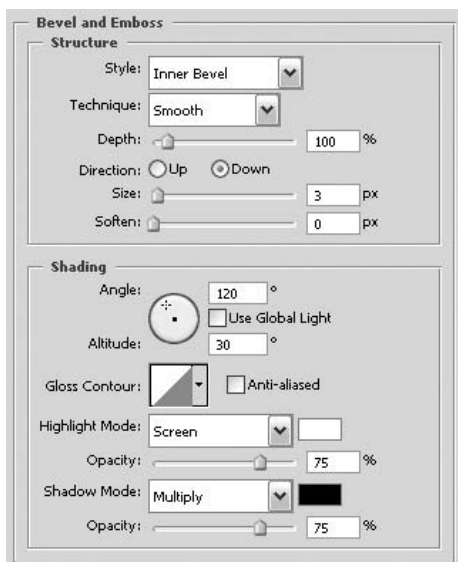 Bevel and Emboss
Structure
Style: Inner Bevel
Technique: Smooth
Depth: 100 %
Direction: Up Down
Size: 3 px
Soften: 0 px
Shading
Angle: 120 °
Use Global Light
Altitude: 30 °
Gloss Contour: Anti-aliased
Highlight Mode: Screen
Opacity: 75 %
Shadow Mode: Multiply
Opacity: 75 %